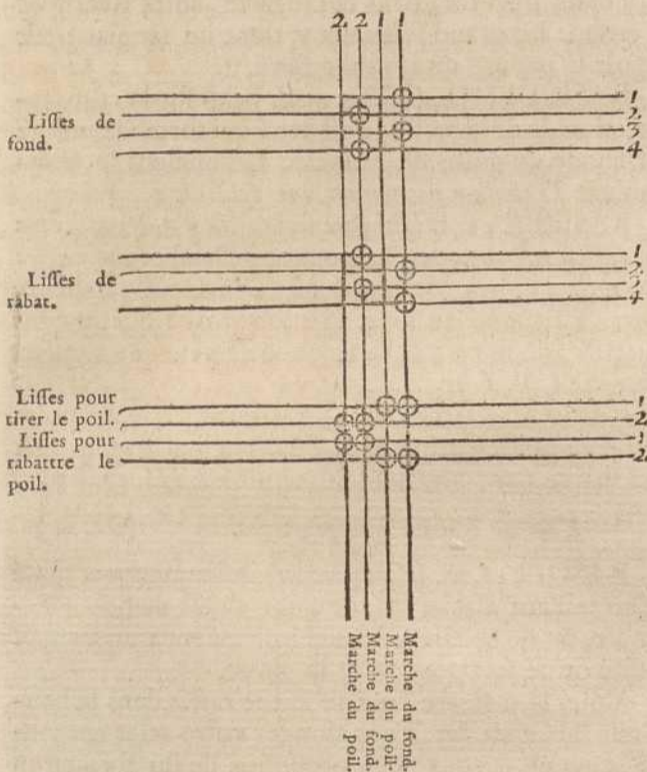 2. 2 1 1
Liſſes de
fond.
1
2.
3
4
Liſſes de
rabat.
1
2.
3
4
Liſſes pour
tirer le poil.
Liſſes pour
rabattre le
poil.
1
2.
1
2.
Marche du poil.
Marche du fond.
Marche du poil.
Marche du fond.